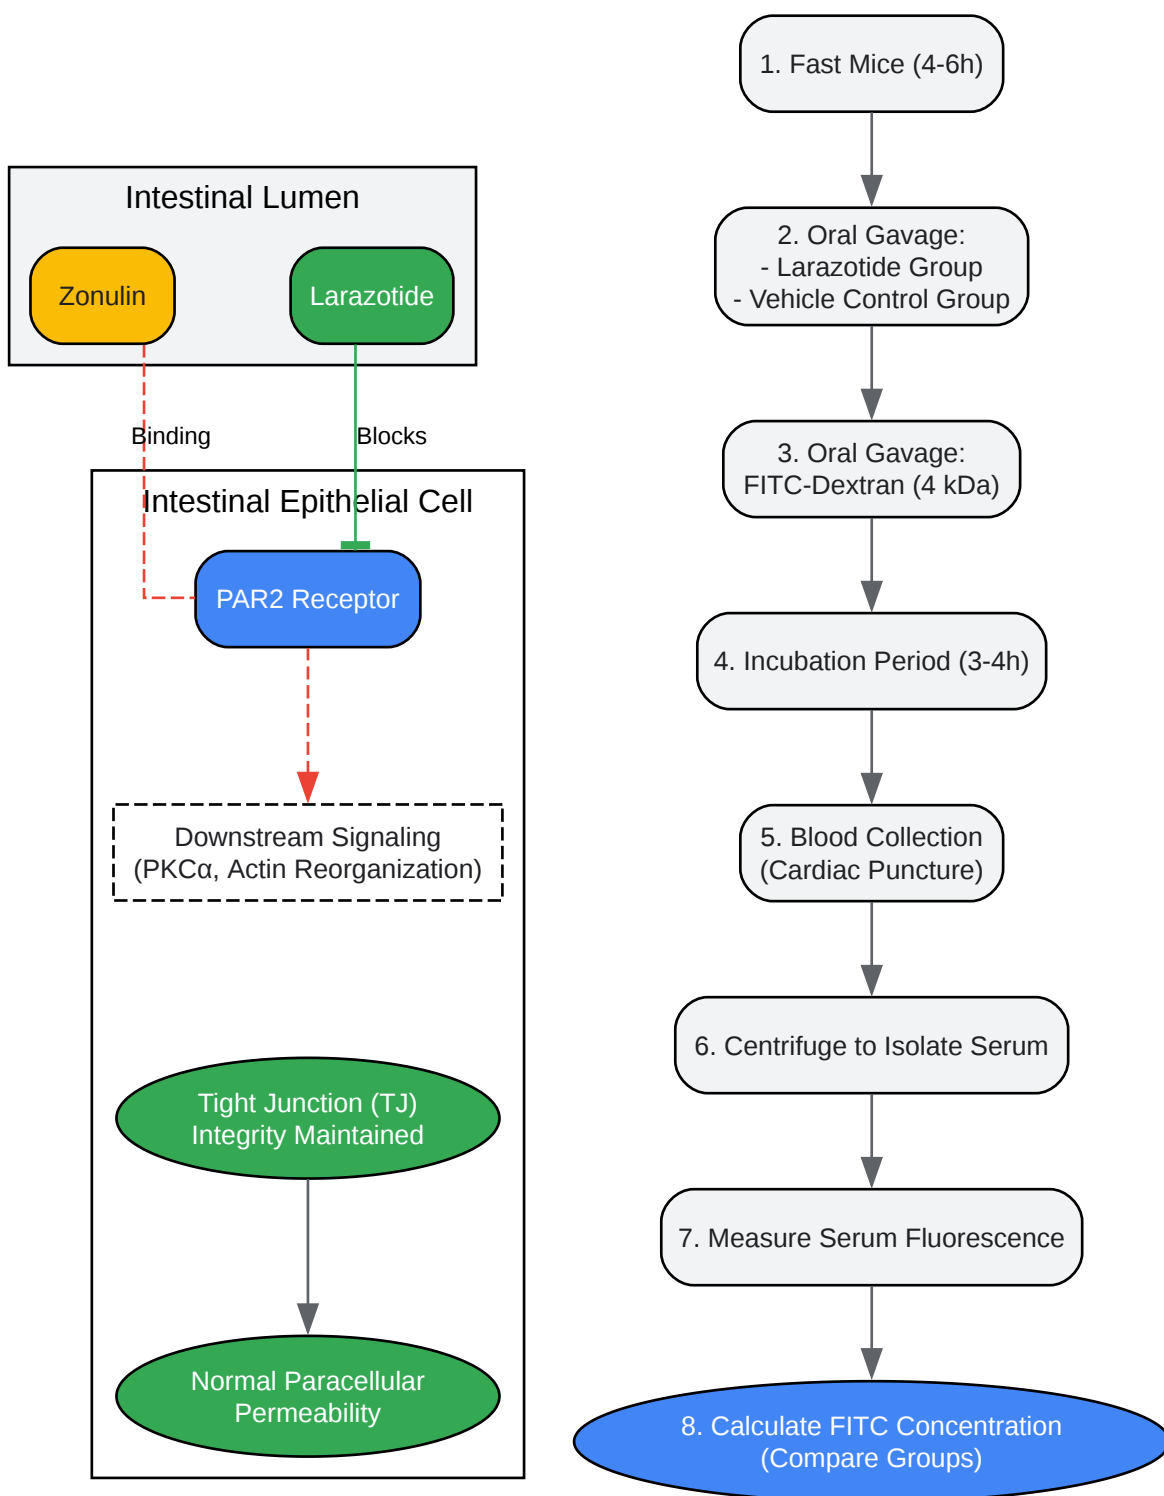 Intestinal Lumen
Zonulin
Larazotide
Binding
Blocks
Intestinal Epithelial Cell
PAR2 Receptor
Downstream Signaling
(PKCα, Actin Reorganization)
Tight Junction (TJ)
Integrity Maintained
Normal Paracellular
Permeability
1. Fast Mice (4-6h)
2. Oral Gavage:
- Larazotide Group
- Vehicle Control Group
3. Oral Gavage:
FITC-Dextran (4 kDa)
4. Incubation Period (3-4h)
5. Blood Collection
(Cardiac Puncture)
6. Centrifuge to Isolate Serum
7. Measure Serum Fluorescence
8. Calculate FITC Concentration
(Compare Groups)